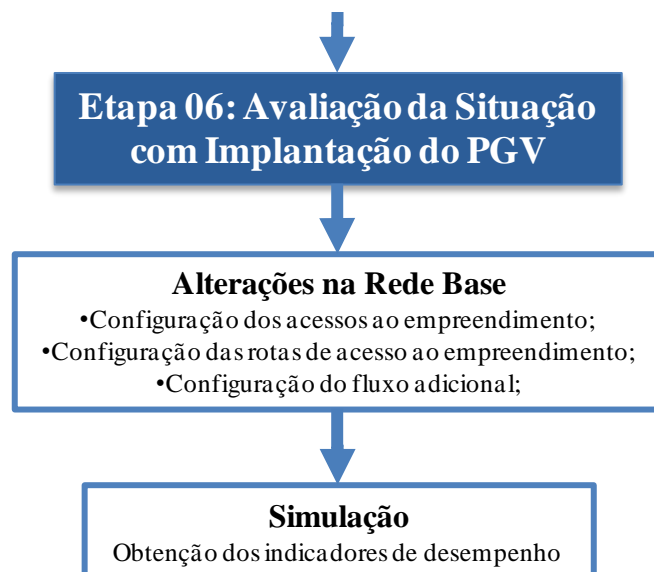 Etapa 06: Avaliação da Situação
com Implantação do PGV
Alterações na Rede Base
•Configuração dos acessos ao empreendimento;
•Configuração das rotas de acesso ao empreendimento;
•Configuração do fluxo adicional;
Simulação
Obtenção dos indicadores de desempenho